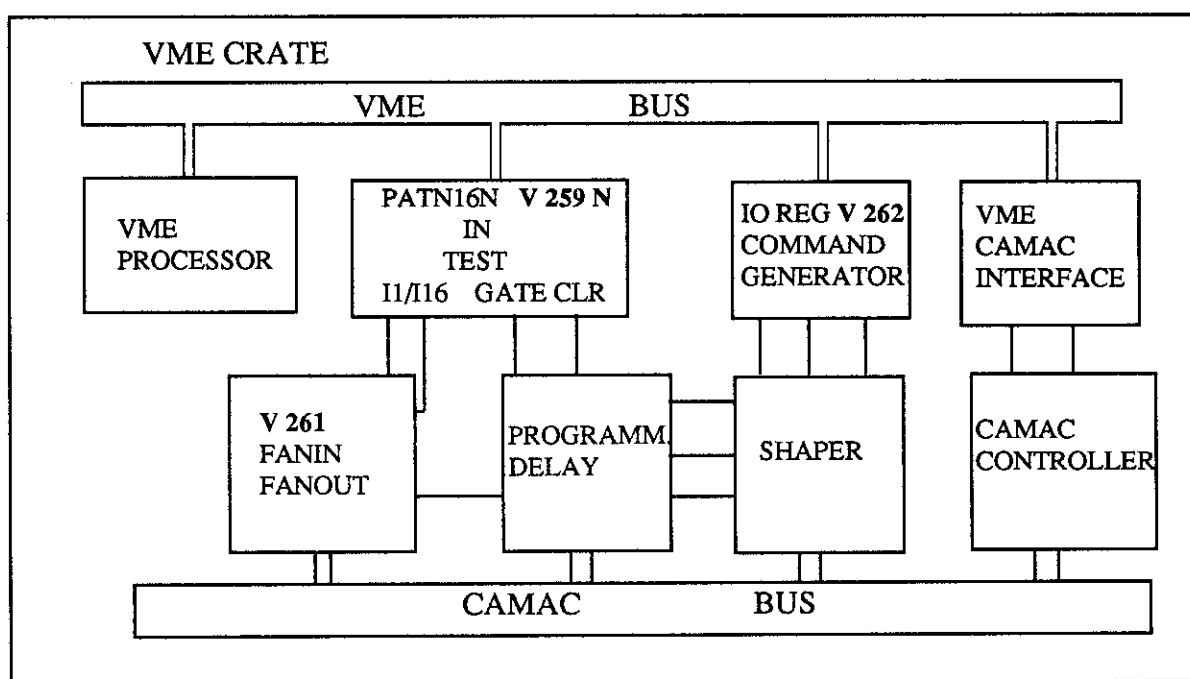 VME CRATE
VME BUS
VME
PROCESSOR
PATN16N V 259 N
IN
TEST
I1/I16 GATE CLR
IO REG V 262
COMMAND
GENERATOR
VME
CAMAC
INTERFACE
V 261
FANIN
FANOUT
PROGRAMM.
DELAY
SHAPER
CAMAC
CONTROLLER
CAMAC BUS